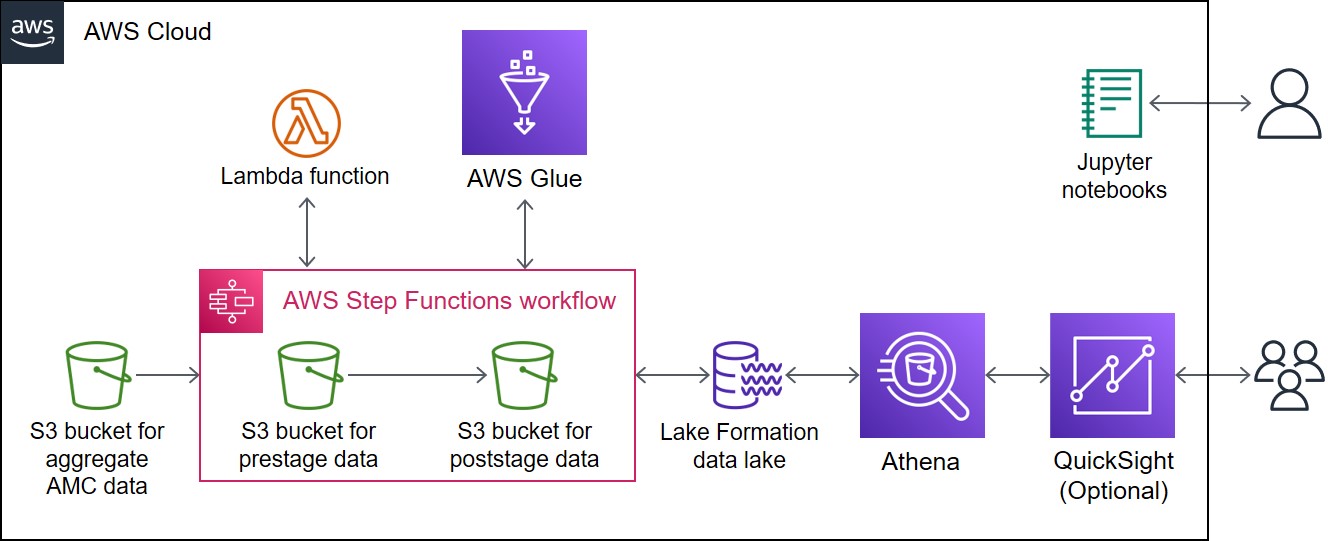 aws
AWS Cloud
Lambda function
AWS Glue
Jupyter
notebooks
AWS Step Functions workflow
S3 bucket for
aggregate
AMC data
S3 bucket for
prestage data
S3 bucket for
poststage data
Lake Formation
data lake
Athena
QuickSight
(Optional)